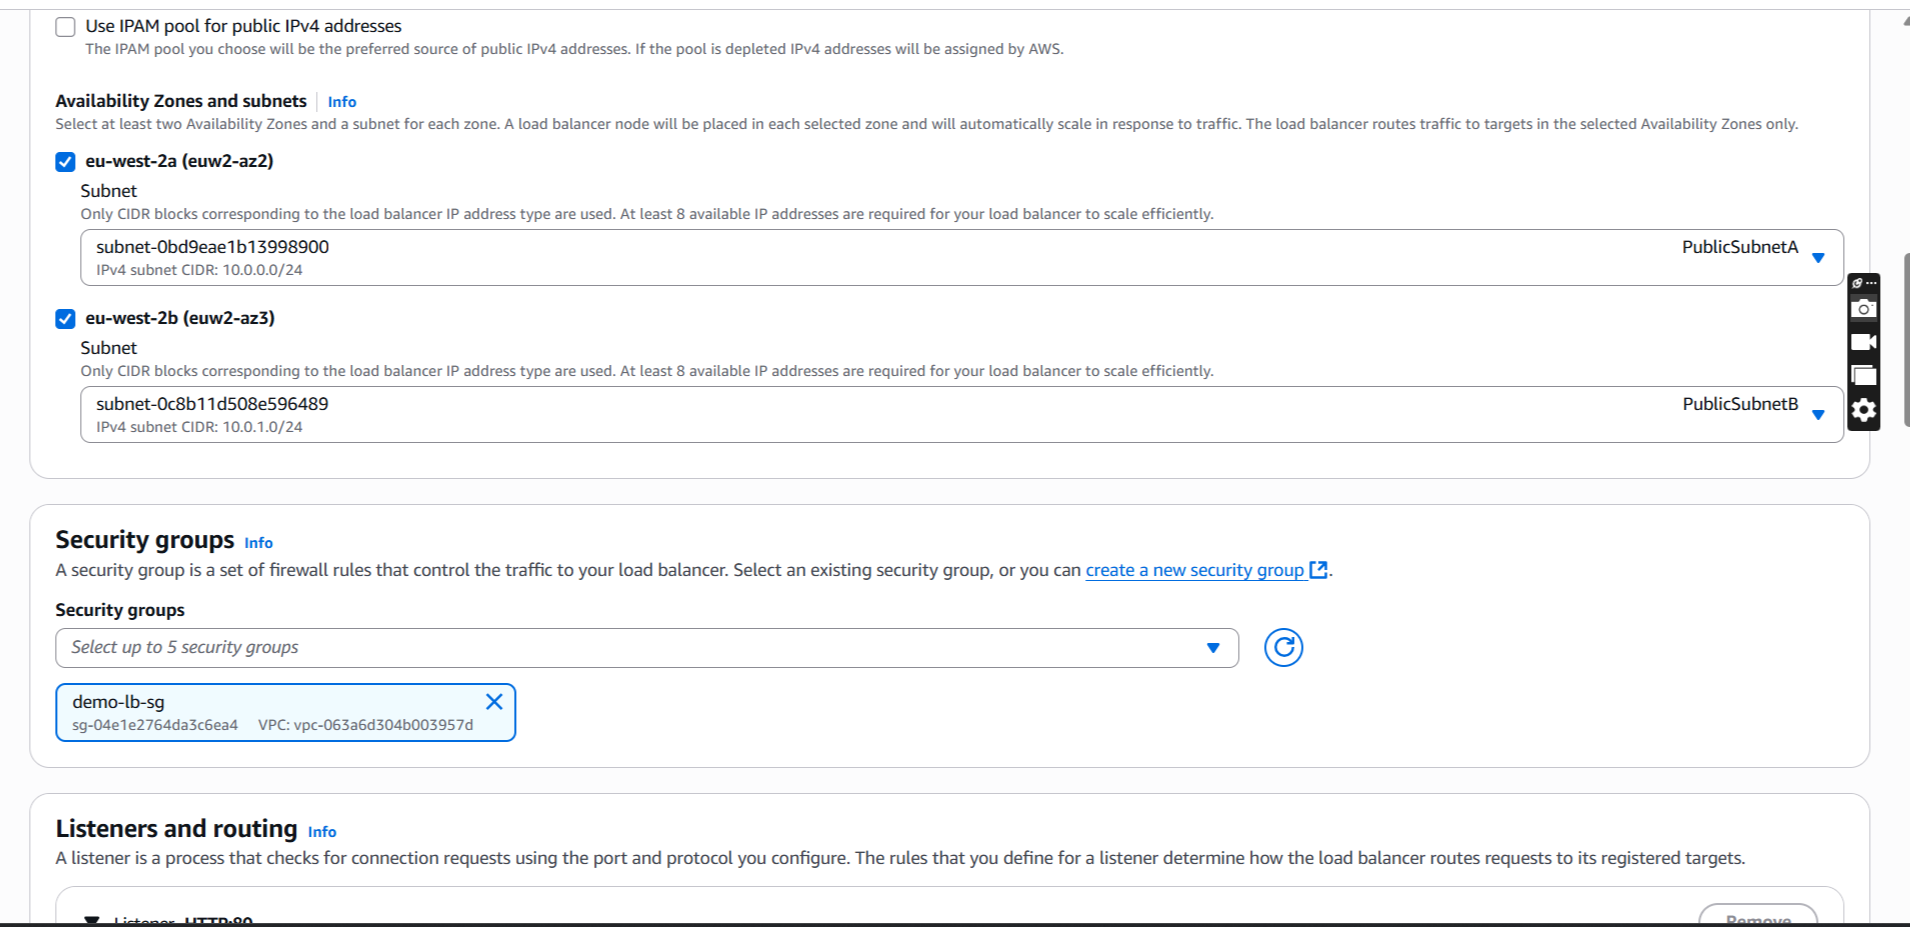 Use IPAM pool for public IPv4 addresses
The IPAM pool you choose will be the preferred source of public IPv4 addresses. If the pool is depleted IPv4 addresses will be assigned by AWS.
Availability Zones and subnets Info
Select at least two Availability Zones and a subnet for each zone. A load balancer node will be placed in each selected zone and will automatically scale in response to traffic. The load balancer routes traffic to targets in the selected Availability Zones only.
eu-west-2a (euw2-az2)
Subnet
Only CIDR blocks corresponding to the load balancer IP address type are used. At least 8 available IP addresses are required for your load balancer to scale efficiently.
subnet-0bd9eae1b13998900 PublicSubnetA
IPv4 subnet CIDR: 10.0.0.0/24
eu-west-2b (euw2-az3)
Subnet
Only CIDR blocks corresponding to the load balancer IP address type are used. At least 8 available IP addresses are required for your load balancer to scale efficiently.
subnet-0c8b11d508e596489 PublicSubnetB
IPv4 subnet CIDR: 10.0.1.0/24
Security groups Info
A security group is a set of firewall rules that control the traffic to your load balancer. Select an existing security group, or you can create a new security group.
Security groups
Select up to 5 security groups
demo-lb-sg
sg-04e1e2764da3c6ea4 VPC: vpc-063a6d304b003957d
Listeners and routing Info
A listener is a process that checks for connection requests using the port and protocol you configure. The rules that you define for a listener determine how the load balancer routes requests to its registered targets.
Listener HTTP:80 Remove